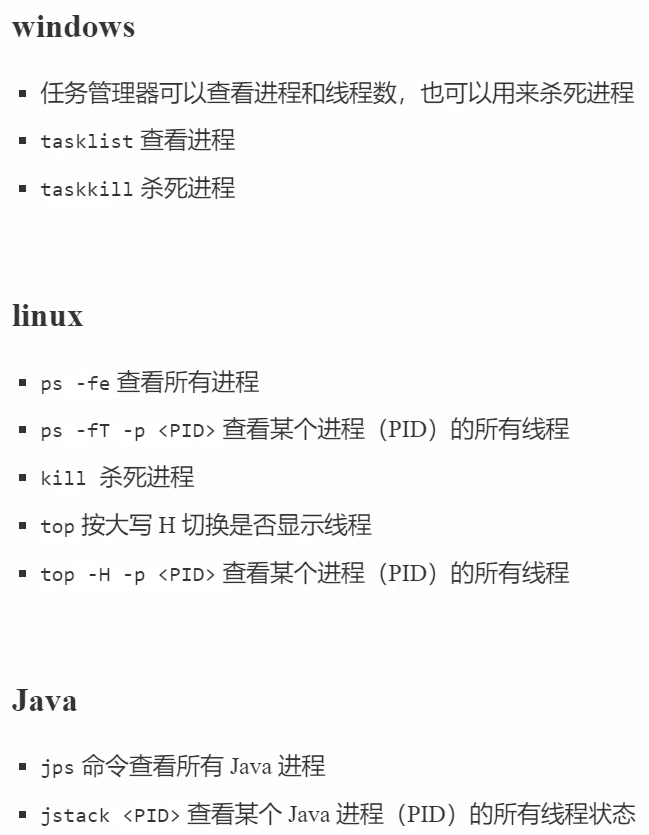 windows
▪ 任务管理器可以查看进程和线程数，也可以用来杀死进程
▪ tasklist 查看进程
▪ taskkill 杀死进程
linux
▪ ps -fe 查看所有进程
▪ ps -fT -p <PID> 查看某个进程（PID）的所有线程
▪ kill 杀死进程
▪ top 按大写 H 切换是否显示线程
▪ top -H -p <PID> 查看某个进程（PID）的所有线程
Java
▪ jps 命令查看所有 Java 进程
▪ jstack <PID> 查看某个 Java 进程（PID）的所有线程状态